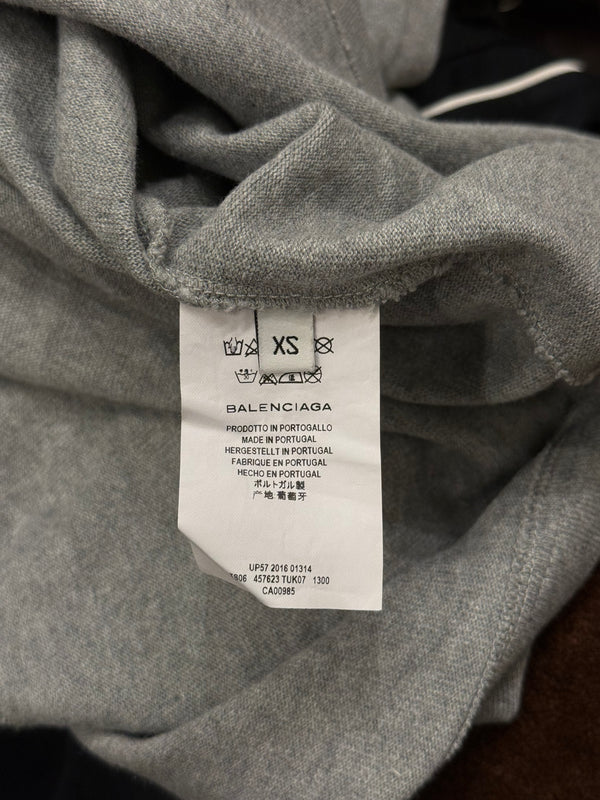 XS
BALENCIAGA
PRODOTTO IN PORTOGALLO
MADE IN PORTUGAL
HERGESTELLT IN PORTUGAL
FABRIQUE EN PORTUGAL
HECHO EN PORTUGAL
ポルトガル製
产地:葡萄牙
UP57 2016 01314
457623 TUK07 1300
CA00985